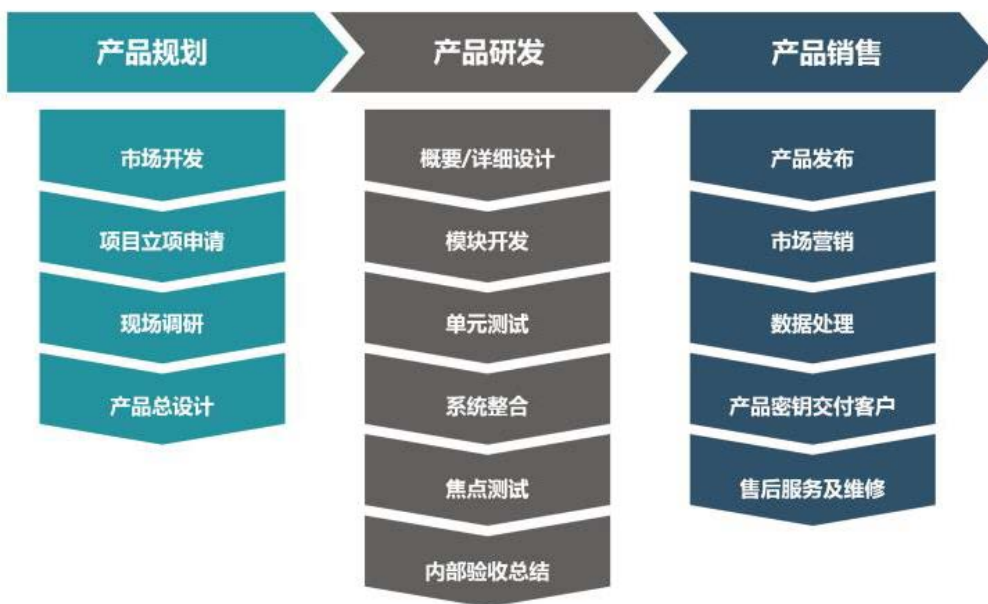 产品规划
产品研发
产品销售
市场开发
项目立项申请
现场调研
产品总设计
概要/详细设计
模块开发
单元测试
系统整合
焦点测试
内部验收总结
产品发布
市场营销
数据处理
产品密钥交付客户
售后服务及维修